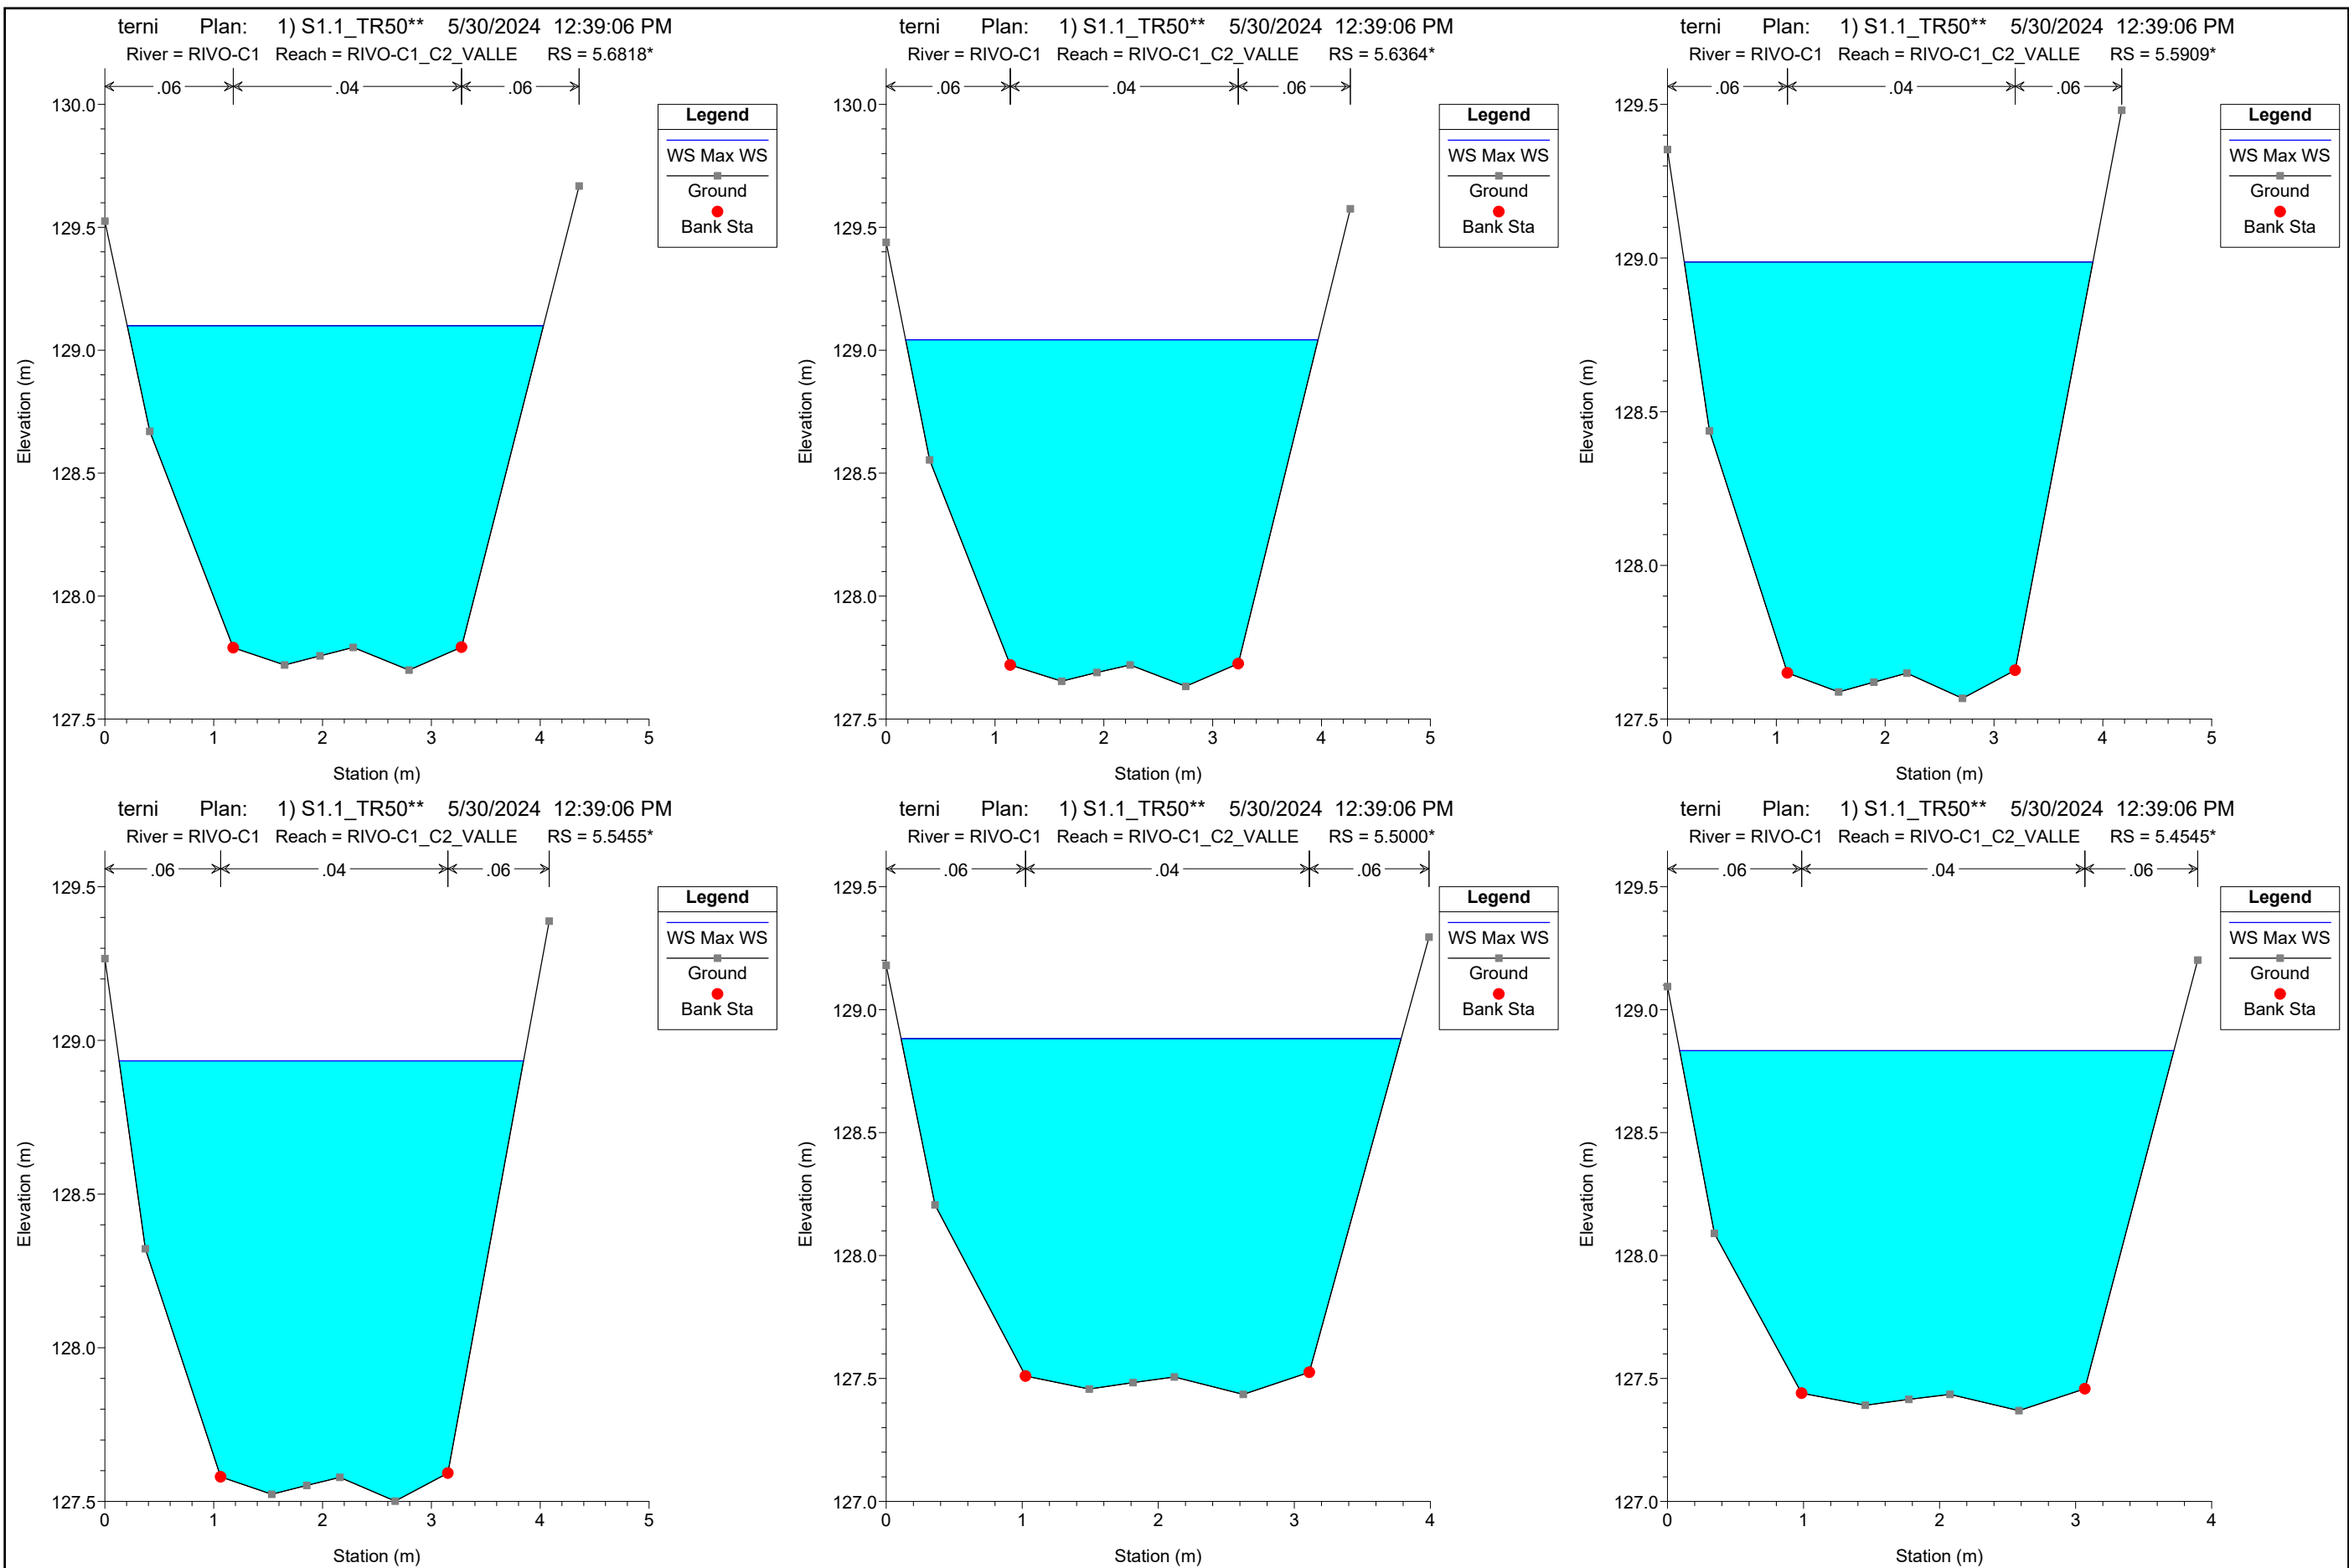 terni Plan: 1) S1.1_TR50** 5/30/2024 12:39:06 PM
River = RIVO-C1 Reach = RIVO-C1_C2_VALLE RS = 5.6818*
.06 .04 .06
130.0
129.5
129.0
128.5
128.0
127.5
0 1 2 3 4 5
Station (m)
Elevation (m)
Legend
WS Max WS
Ground
Bank Sta
terni Plan: 1) S1.1_TR50** 5/30/2024 12:39:06 PM
River = RIVO-C1 Reach = RIVO-C1_C2_VALLE RS = 5.6364*
.06 .04 .06
130.0
129.5
129.0
128.5
128.0
127.5
0 1 2 3 4 5
Station (m)
Elevation (m)
Legend
WS Max WS
Ground
Bank Sta
terni Plan: 1) S1.1_TR50** 5/30/2024 12:39:06 PM
River = RIVO-C1 Reach = RIVO-C1_C2_VALLE RS = 5.5909*
.06 .04 .06
129.5
129.0
128.5
128.0
127.5
0 1 2 3 4 5
Station (m)
Elevation (m)
Legend
WS Max WS
Ground
Bank Sta
terni Plan: 1) S1.1_TR50** 5/30/2024 12:39:06 PM
River = RIVO-C1 Reach = RIVO-C1_C2_VALLE RS = 5.5455*
.06 .04 .06
129.5
129.0
128.5
128.0
127.5
0 1 2 3 4 5
Station (m)
Elevation (m)
Legend
WS Max WS
Ground
Bank Sta
terni Plan: 1) S1.1_TR50** 5/30/2024 12:39:06 PM
River = RIVO-C1 Reach = RIVO-C1_C2_VALLE RS = 5.5000*
.06 .04 .06
129.5
129.0
128.5
128.0
127.5
127.0
0 1 2 3 4
Station (m)
Elevation (m)
Legend
WS Max WS
Ground
Bank Sta
terni Plan: 1) S1.1_TR50** 5/30/2024 12:39:06 PM
River = RIVO-C1 Reach = RIVO-C1_C2_VALLE RS = 5.4545*
.06 .04 .06
129.5
129.0
128.5
128.0
127.5
127.0
0 1 2 3 4
Station (m)
Elevation (m)
Legend
WS Max WS
Ground
Bank Sta